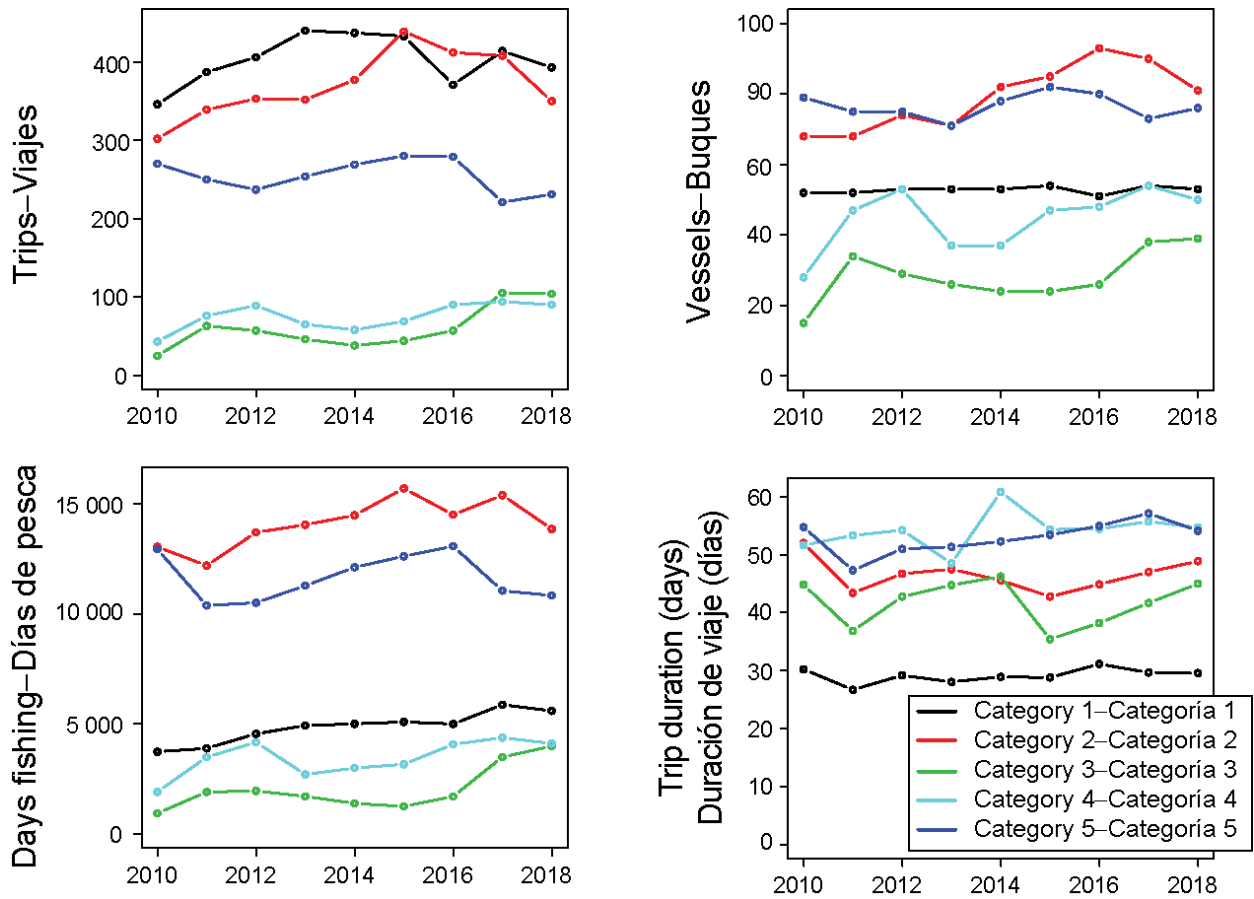 Trips–Viajes
400
300
200
100
0
2010 2012 2014 2016 2018
Vessels–Buques
100
90
60
40
20
0
2010 2012 2014 2016 2018
Days fishing–Días de pesca
15 000
10 000
5 000
0
2010 2012 2014 2016 2018
Trip duration (days)
Duración de viaje (días)
60
50
40
30
20
10
0
2010 2012 2014 2016 2018
Category 1–Categoría 1
Category 2–Categoría 2
Category 3–Categoría 3
Category 4–Categoría 4
Category 5–Categoría 5